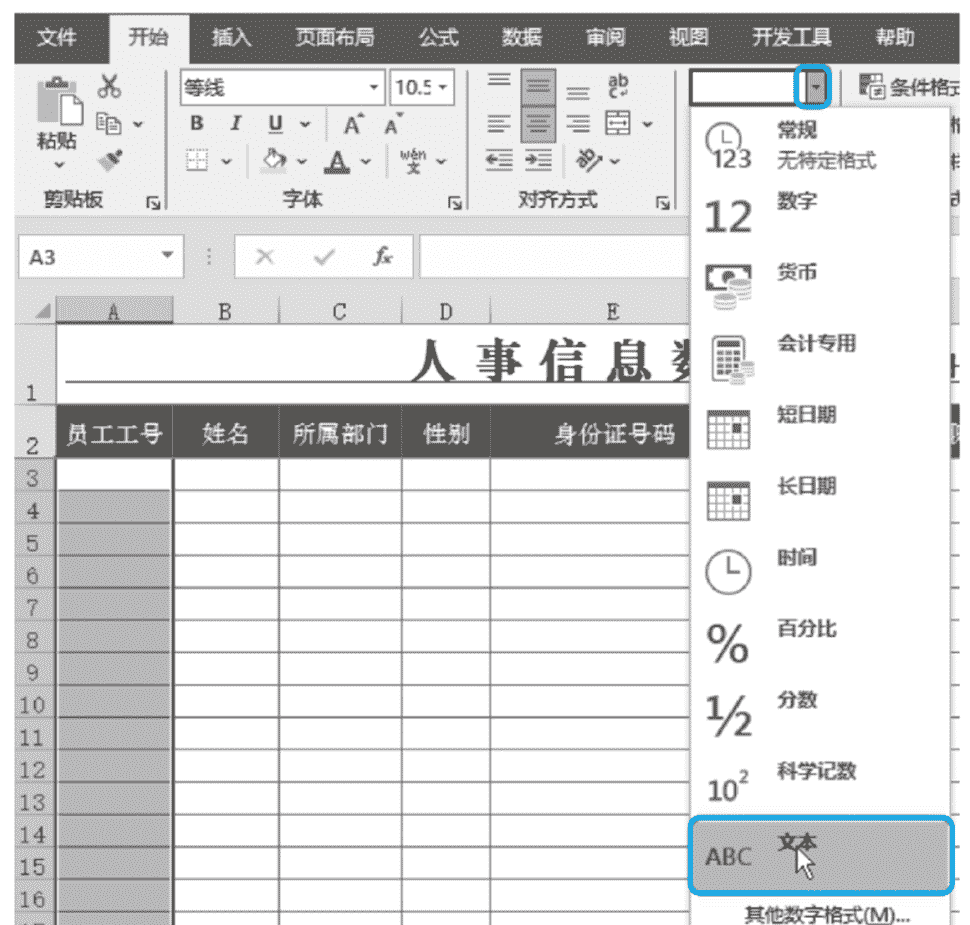 文件 开始 插入 页面布局 公式 数据 审阅 视图 开发工具 帮助
等线 10.5 ab 条件格式
粘贴 B I U A A
wén 文
剪贴板 字体 对齐方式
A3 fx
A B C D E
1 人事信息数
2 员工工号 姓名 所属部门 性别 身份证号码
3
4
5
6
7
8
9
10
11
12
13
14
15
16
123 常规
无特定格式
12 数字
货币
会计专用
短日期
长日期
时间
% 百分比
½ 分数
10² 科学记数
ABC 文本
其他数字格式(M)...